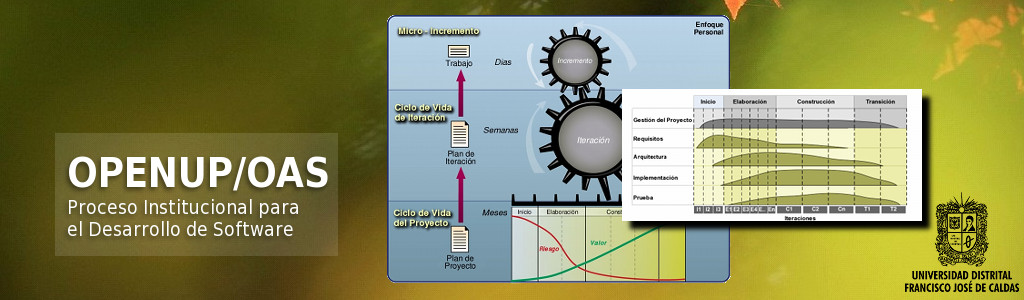 OPENUP/OAS
Proceso Institucional para
el Desarrollo de Software
Enfoque
Personal
Micro - Incremento
Trabajo
Dias
Incremento
Ciclo de Vida
de Iteración
Semanas
Iteración
Plan de
Iteración
Ciclo de Vida
del Proyecto
Meses
Inicio
Elaboración
Const
Riesgo
Valor
Plan de
Proyecto
Inicio
Elaboración
Construcción
Transición
Gestión del Proyecto
Requisitos
Arquitectura
Implementación
Prueba
I1 I2 I3 E1 E2 E3 E4 E.. En C1 C2 Cn T1 T2
Iteraciones
UNIVERSIDAD DISTRITAL
FRANCISCO JOSÉ DE CALDAS